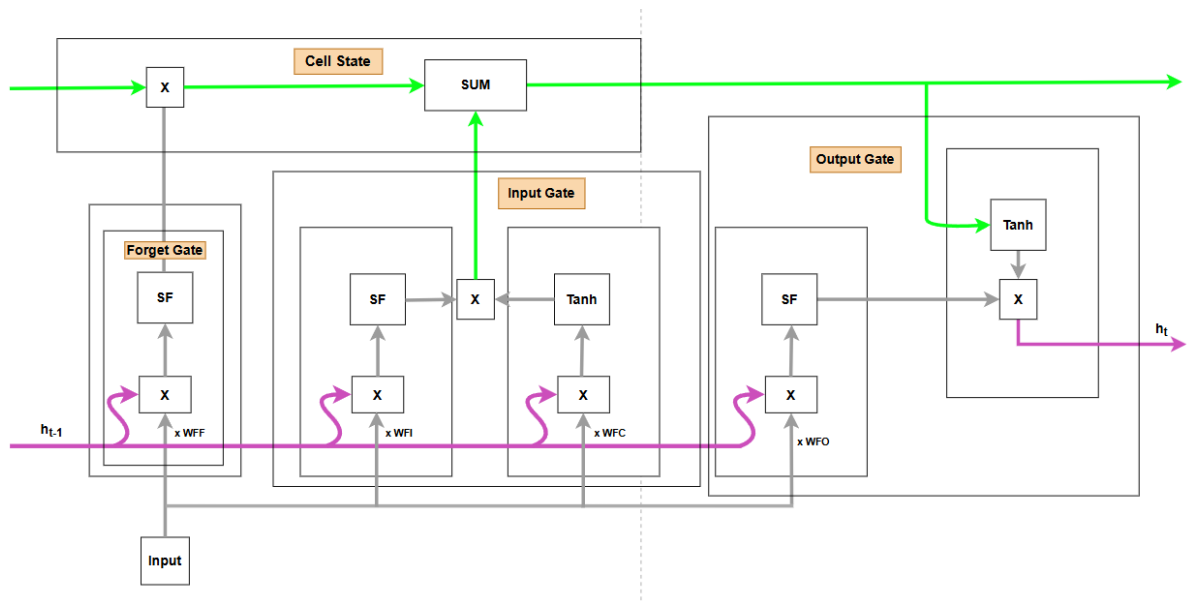 Cell State
X
SUM
Output Gate
Input Gate
Forget Gate
Tanh
SF
SF
X
Tanh
SF
X
h_t
X
X
X
X
h_t-1
x WFF
x WFI
x WFC
x WFO
Input